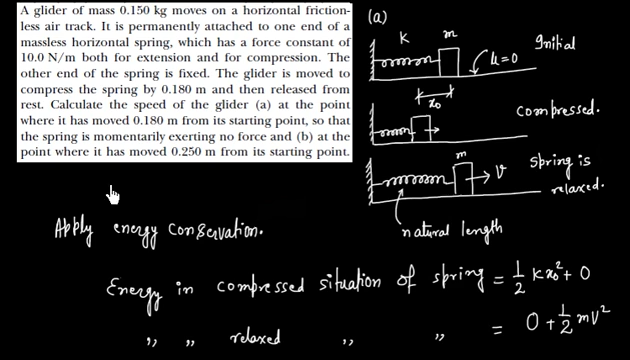 A glider of mass 0.150 kg moves on a horizontal friction-
less air track. It is permanently attached to one end of a
massless horizontal spring, which has a force constant of
10.0 N/m both for extension and for compression. The
other end of the spring is fixed. The glider is moved to
compress the spring by 0.180 m and then released from
rest. Calculate the speed of the glider (a) at the point
where it has moved 0.180 m from its starting point, so that
the spring is momentarily exerting no force and (b) at the
point where it has moved 0.250 m from its starting point.
(a)
K m Initial
u=0
x₀
compressed.
m v spring is
relaxed.
natural length
Apply energy conservation.
Energy in compressed situation of spring = 1/2 kx₀² + 0
,, ,, relaxed ,, ,, = 0 + 1/2 mv²